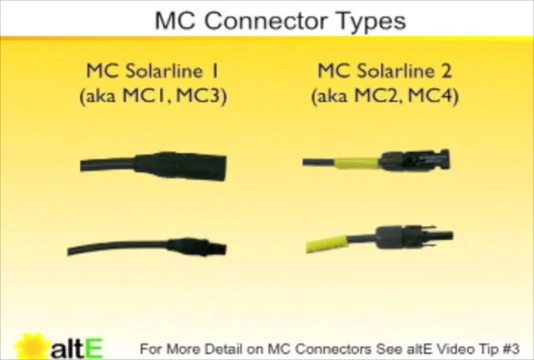 MC Connector Types
MC Solarline 1
(aka MC1, MC3)
MC Solarline 2
(aka MC2, MC4)
altE
For More Detail on MC Connectors See altE Video Tip #3